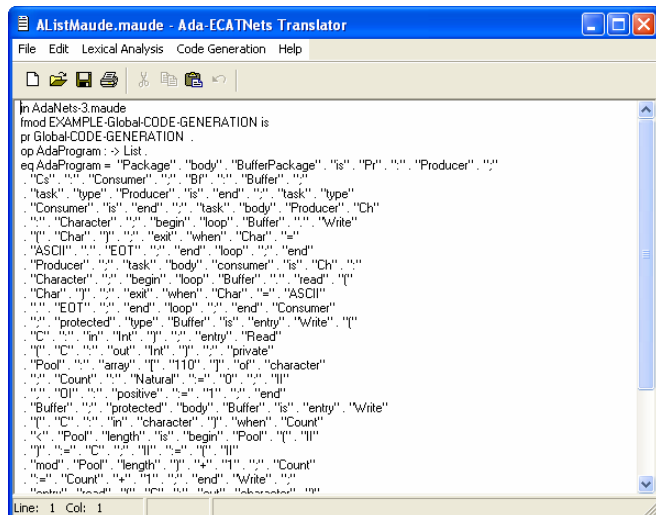 AListMaude.maude - Ada-ECATNets Translator
File Edit Lexical Analysis Code Generation Help
in AdaNets-3.maude
fmod EXAMPLE-Global-CODE-GENERATION is
pr Global-CODE-GENERATION .
op AdaProgram : -> List .
eq AdaProgram = "Package" . "body" . "BufferPackage" . "is" . "Pr" . ":" . "Producer" . ";"
. "Cs" . ":" . "Consumer" . ";" . "Bf" . ":" . "Buffer" . ";"
. "task" . "type" . "Producer" . "is" . "end" . ";" . "task" . "type"
. "Consumer" . "is" . "end" . ";" . "task" . "body" . "Producer" . "Ch"
. ":" . "Character" . ";" . "begin" . "loop" . "Buffer" . "." . "Write"
. "(" . "Char" . ")" . ";" . "exit" . "when" . "Char" . "="
. "ASCII" . "." . "EOT" . ";" . "end" . "loop" . ";" . "end"
. "Producer" . ";" . "task" . "body" . "consumer" . "is" . "Ch" . ":"
. "Character" . ";" . "begin" . "loop" . "Buffer" . "." . "read" . "("
. "Char" . ")" . ";" . "exit" . "when" . "Char" . "=" . "ASCII"
. "." . "EOT" . ";" . "end" . "loop" . ";" . "end" . "Consumer"
. ";" . "protected" . "type" . "Buffer" . "is" . "entry" . "Write" . "("
. "C" . ":" . "in" . "Int" . ")" . ";" . "entry" . "Read"
. "(" . "C" . ":" . "out" . "Int" . ")" . ";" . "private"
. "Pool" . ":" . "array" . "[" . "110" . "]" . "of" . "character"
. ";" . "Count" . ":" . "Natural" . ":=" . "0" . ";" . "II"
. ";" . "OI" . ":" . "positive" . ":=" . "1" . ";" . "end"
. "Buffer" . ";" . "protected" . "body" . "Buffer" . "is" . "entry" . "Write"
. "(" . "C" . ":" . "in" . "character" . ")" . "when" . "Count"
. "<" . "Pool" . "length" . "is" . "begin" . "Pool" . "(" . "II"
. ")" . ":=" . "C" . ";" . "II" . ":=" . "(" . "II"
. "mod" . "Pool" . "length" . ")" . "+" . "1" . ";" . "Count"
. ":=" . "Count" . "+" . "1" . ";" . "end" . "Write" . ";"
. "entry" . "read" . "(" . "C" . ":" . "out" . "character" . ")"
Line: 1 Col: 1